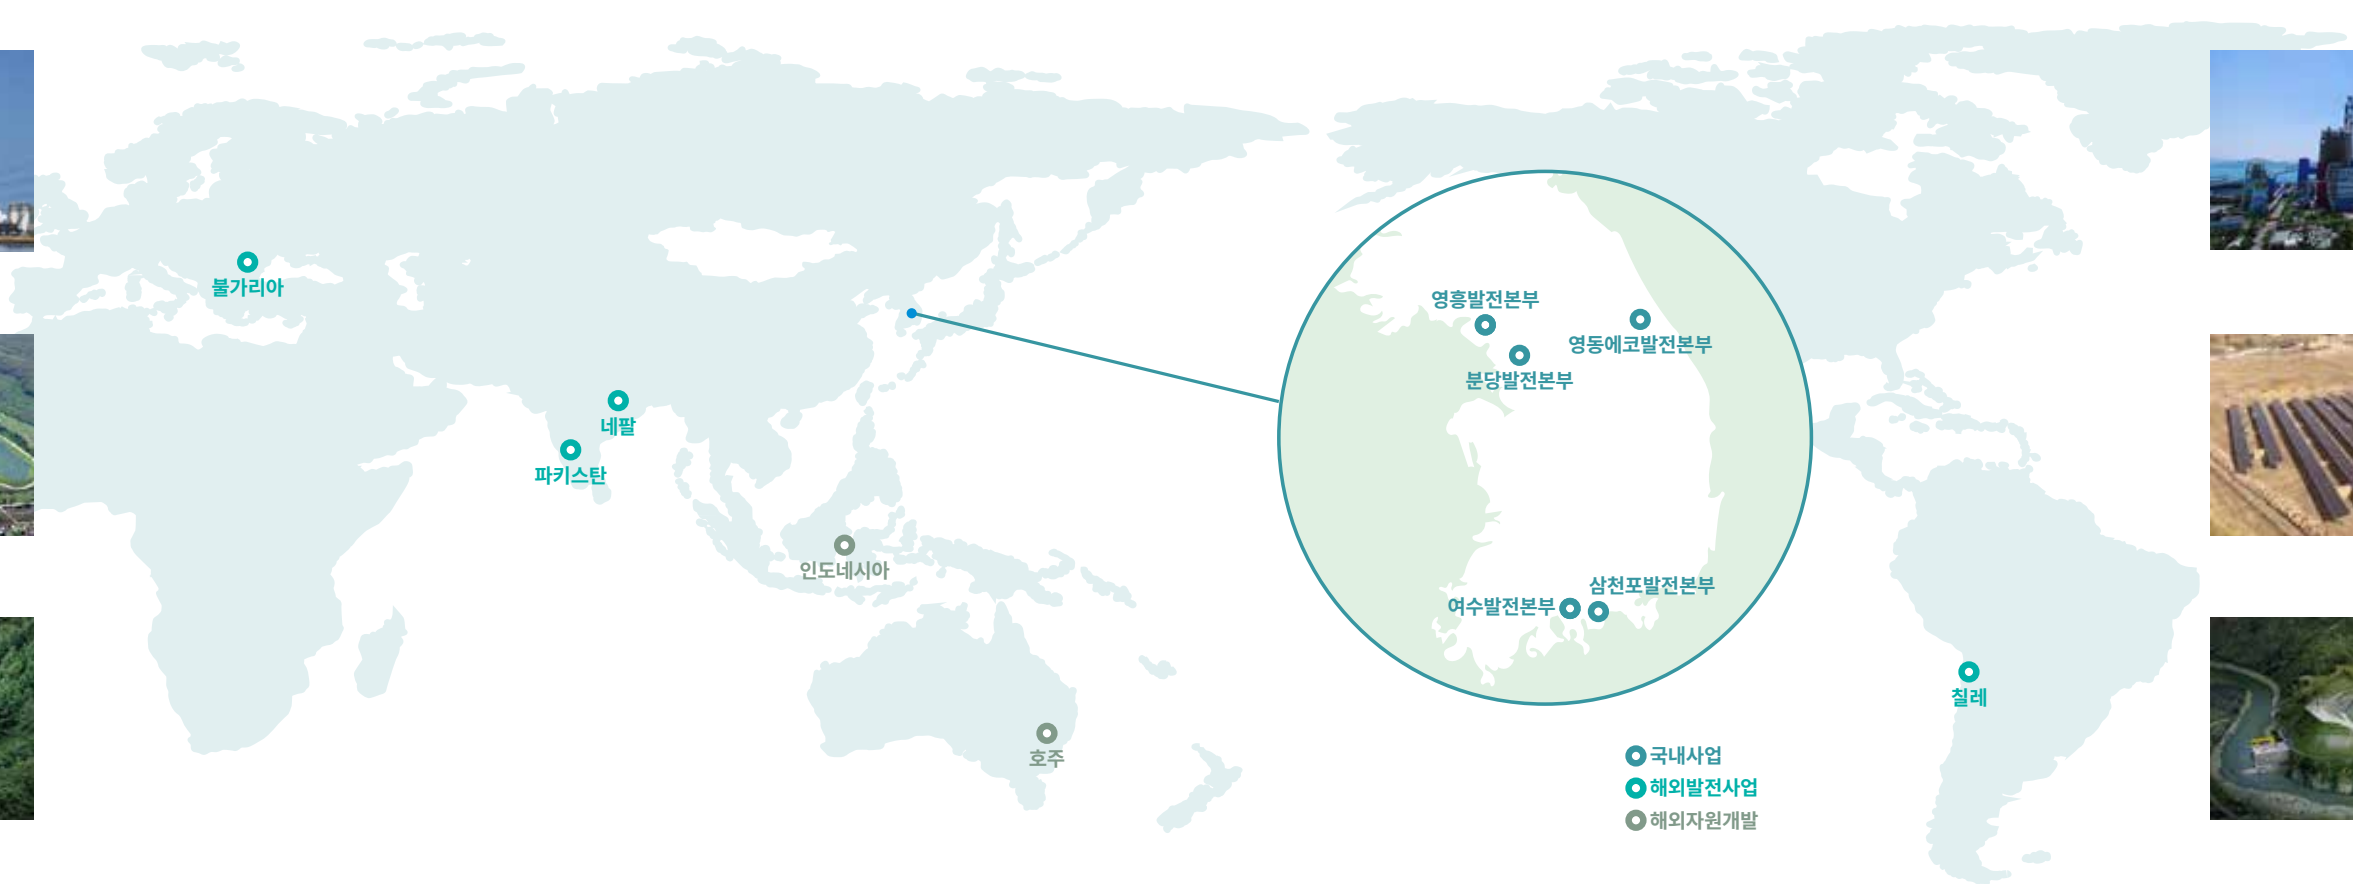 불가리아
네팔
파키스탄
인도네시아
호주
영흥발전본부
영동에코발전본부
분당발전본부
삼천포발전본부
여수발전본부
칠레
국내사업
해외발전사업
해외자원개발